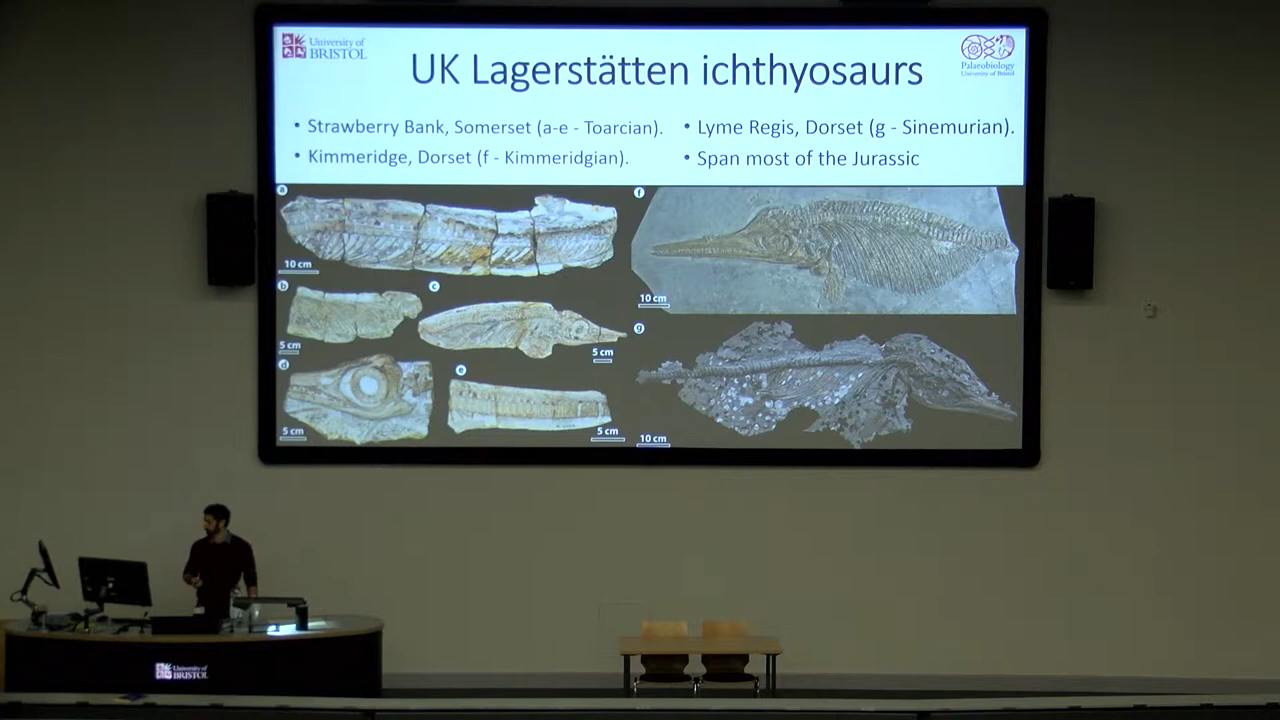 University of
BRISTOL
UK Lagerstätten ichthyosaurs
Palaeobiology
University of Bristol
• Strawberry Bank, Somerset (a-e - Toarcian).
• Kimmeridge, Dorset (f - Kimmeridgian).
• Lyme Regis, Dorset (g - Sinemurian).
• Span most of the Jurassic
a
10 cm
b
5 cm
c
5 cm
d
5 cm
e
5 cm
f
10 cm
g
10 cm
University of
BRISTOL